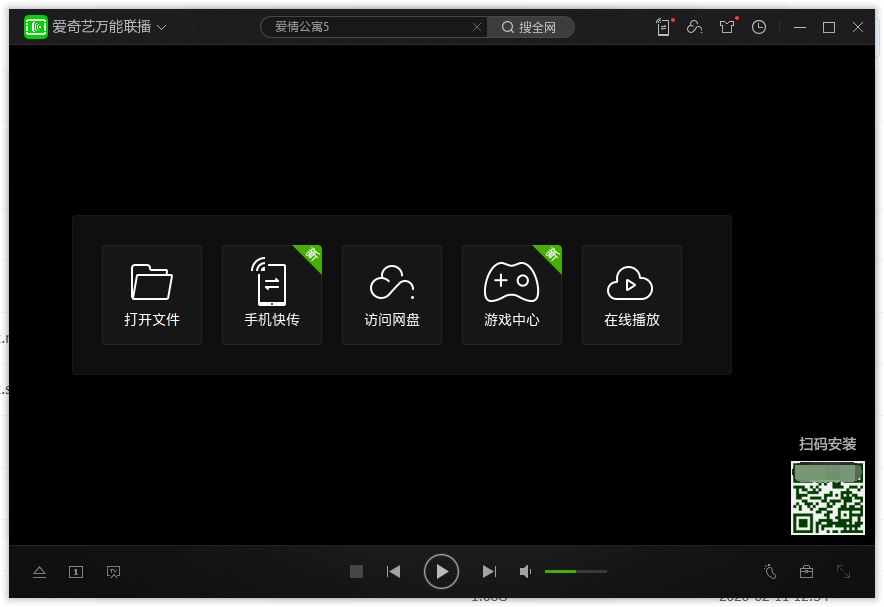 爱奇艺万能联播
爱情公寓5
搜全网
打开文件
新
手机快传
访问网盘
新
游戏中心
在线播放
扫码安装
1
TV